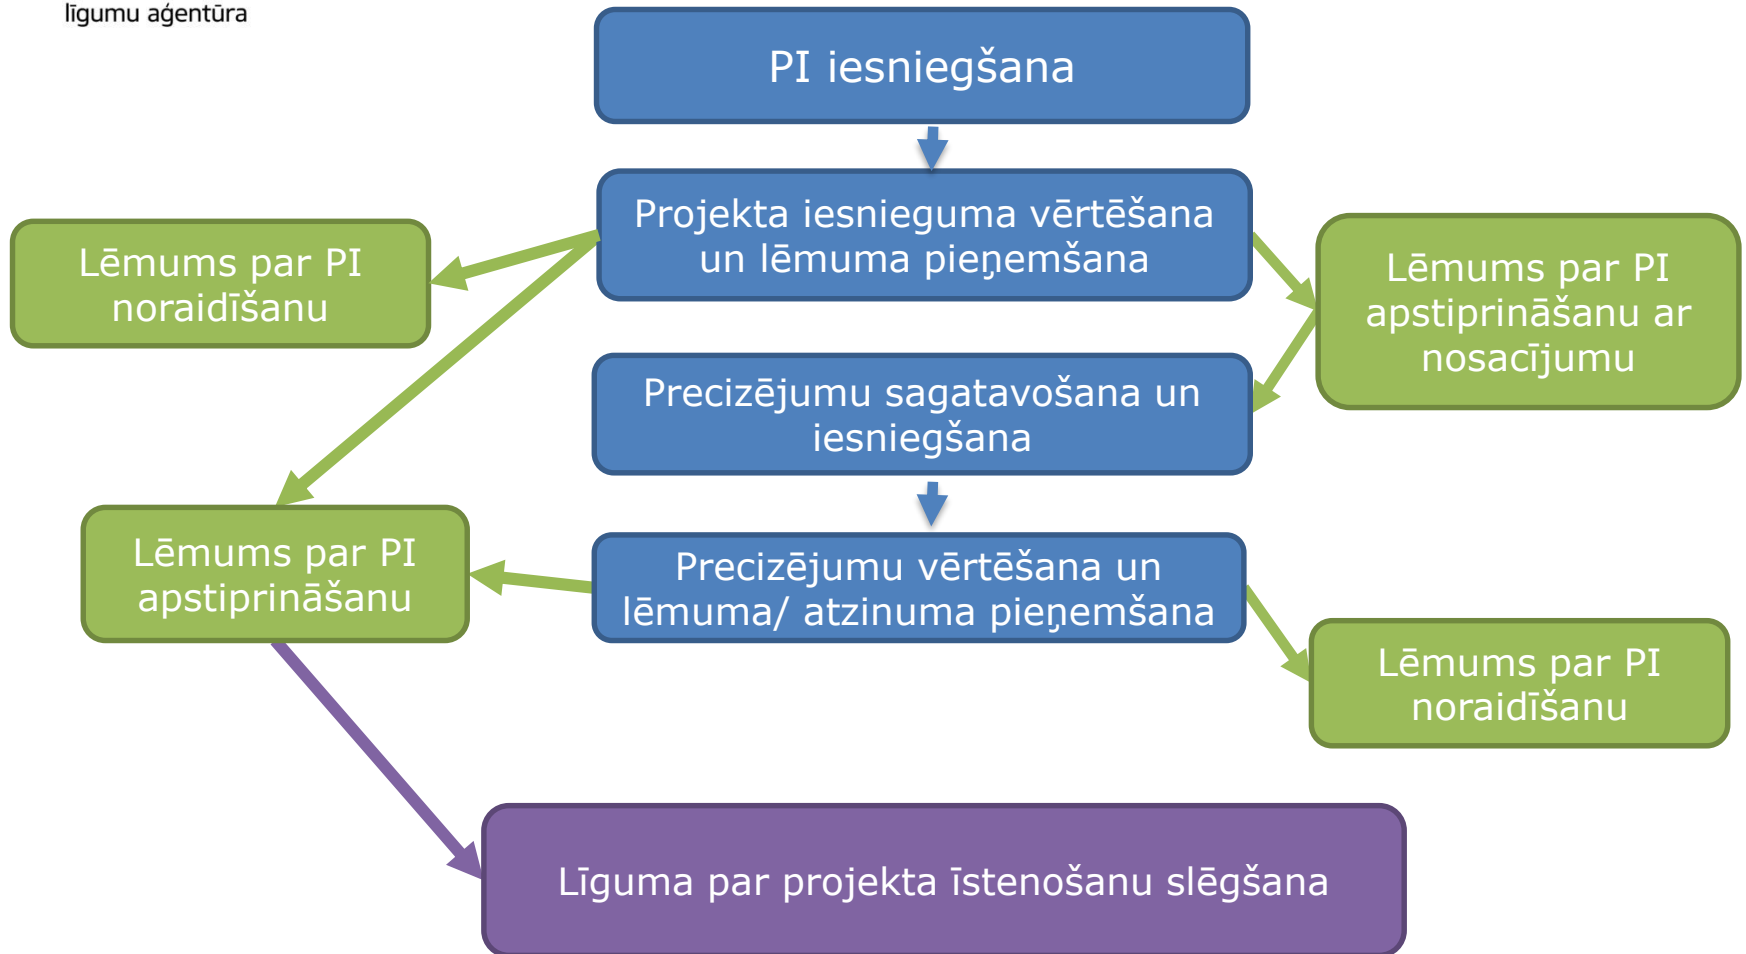 līgumu aģentūra
PI iesniegšana
Projekta iesnieguma vērtēšana
un lēmuma pieņemšana
Lēmums par PI
noraidīšanu
Lēmums par PI
apstiprināšanu ar
nosacījumu
Precizējumu sagatavošana un
iesniegšana
Lēmums par PI
apstiprināšanu
Precizējumu vērtēšana un
lēmuma/ atzinuma pieņemšana
Lēmums par PI
noraidīšanu
Līguma par projekta īstenošanu slēgšana